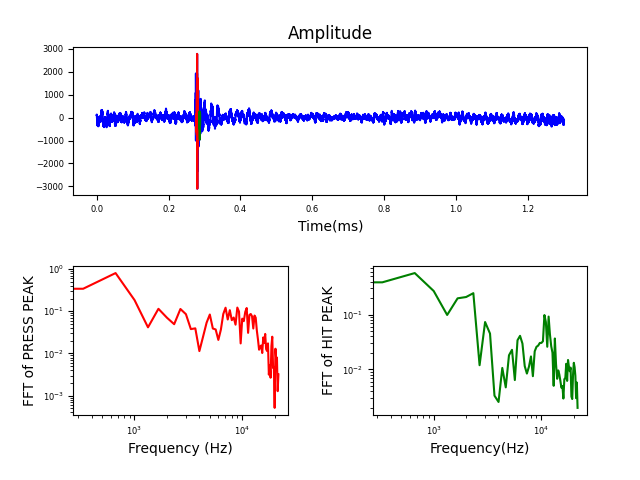 Amplitude
3000
2000
1000
0
−1000
−2000
−3000
0.0 0.2 0.4 0.6 0.8 1.0 1.2
Time(ms)
FFT of PRESS PEAK
10⁰
10⁻¹
10⁻²
10⁻³
10³ 10⁴
Frequency (Hz)
FFT of HIT PEAK
10⁻¹
10⁻²
10³ 10⁴
Frequency(Hz)